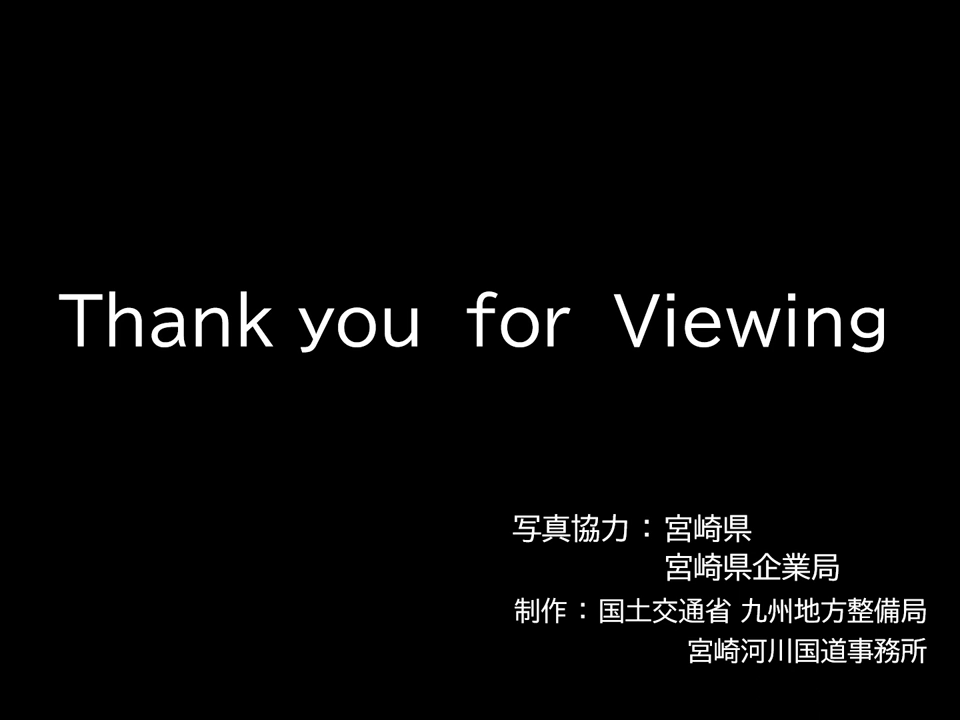 Thank you for Viewing
写真協力：宮崎県
宮崎県企業局
制作：国土交通省 九州地方整備局
宮崎河川国道事務所